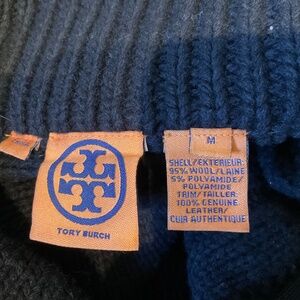 TORY BURCH
M
SHELL/EXTERIEUR:
95% WOOL/LAINE
5% POLYAMIDE/
POLYAMIDE
TRIM/TAILLER
100% GENUINE
LEATHER/
CUIR AUTHENTIQUE